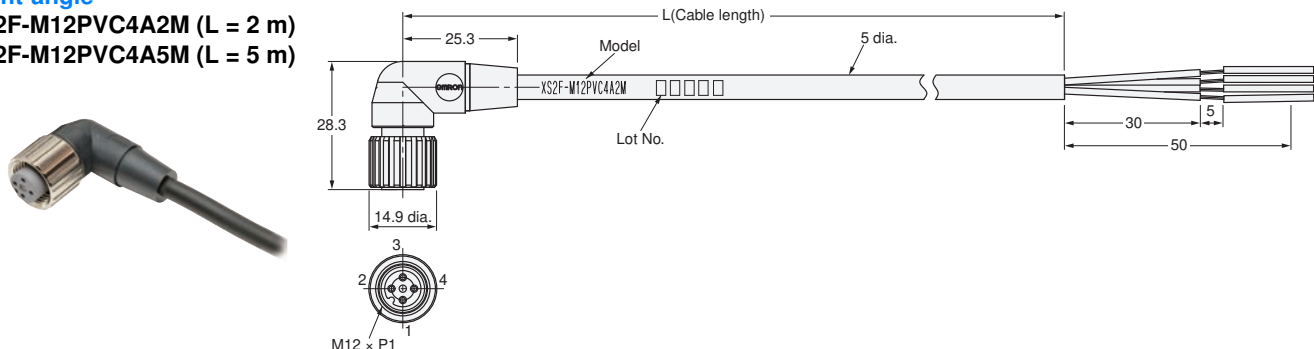 nt-angle
2F-M12PVC4A2M (L = 2 m)
2F-M12PVC4A5M (L = 5 m)
L(Cable length)
25.3
Model
5 dia.
OMRON
XS2F-M12PVC4A2M
28.3
Lot No.
30
5
50
14.9 dia.
3
2
4
1
M12 × P1